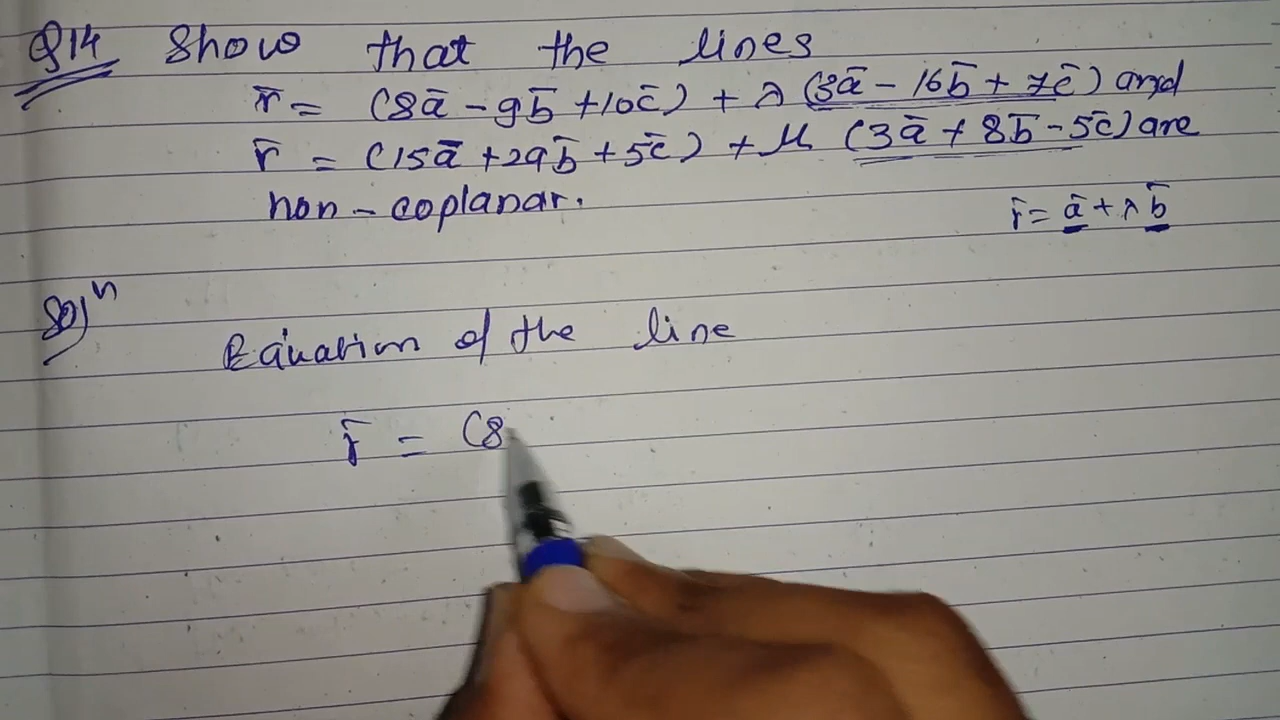 Q14 Show that the lines
r̄ = (8ā - 9b̄ + 10c̄) + λ (3ā - 16b̄ + 7c̄) and
r̄ = (15ā + 29b̄ + 5c̄) + μ (3ā + 8b̄ - 5c̄) are
non-coplanar.
r̄ = ā + λ b̄
Solⁿ
Equation of the line
r̄ = (8